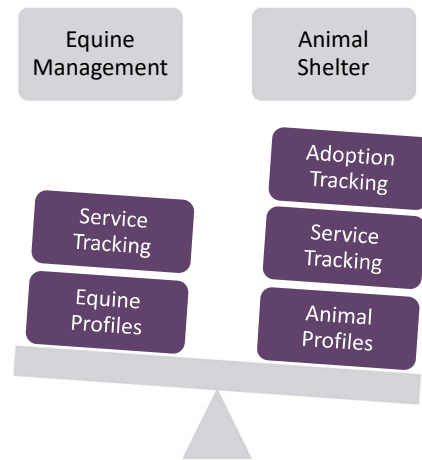 Equine
Management
Animal
Shelter
Adoption
Tracking
Service
Tracking
Service
Tracking
Equine
Profiles
Animal
Profiles